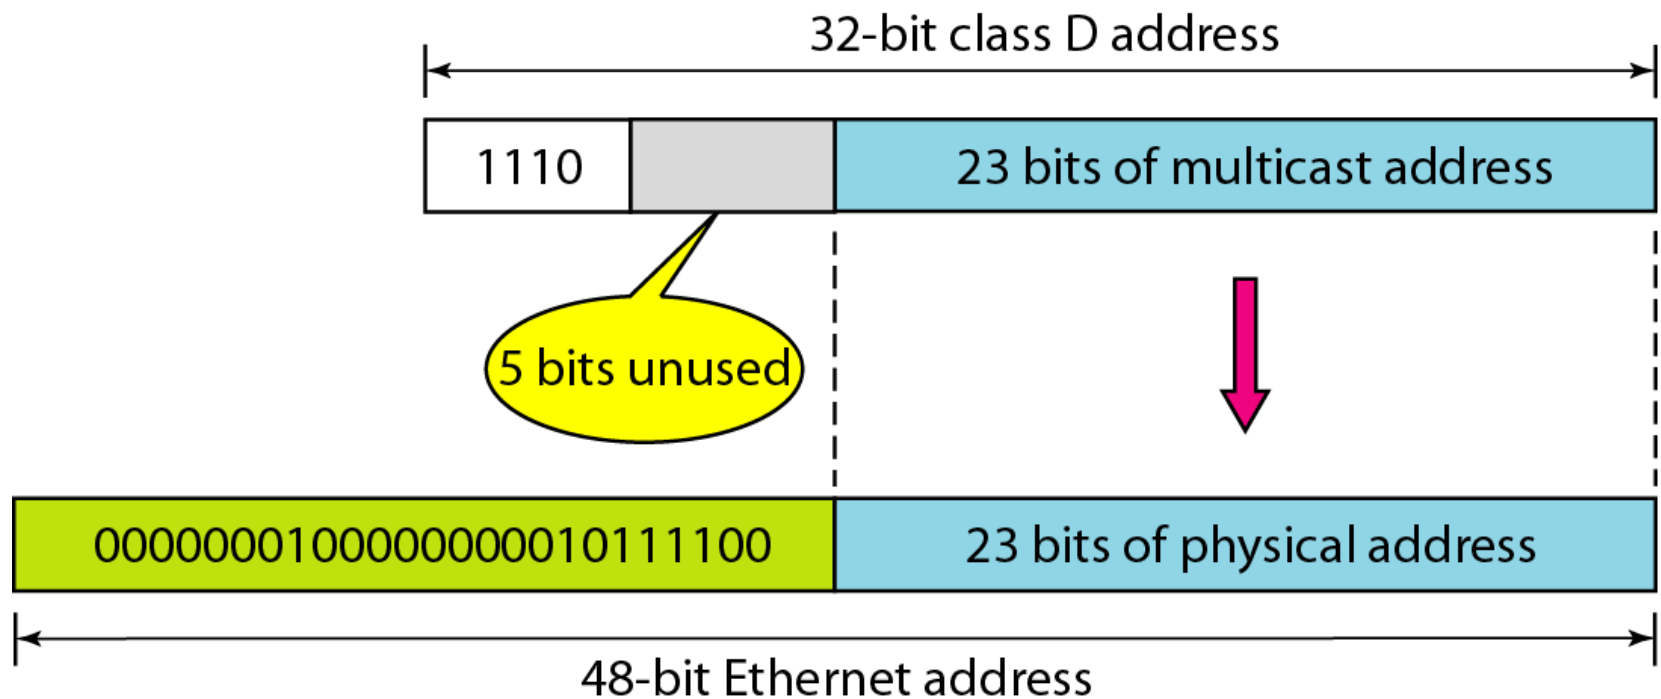 32-bit class D address
1110
23 bits of multicast address
5 bits unused
0000000100000000010111100
23 bits of physical address
48-bit Ethernet address